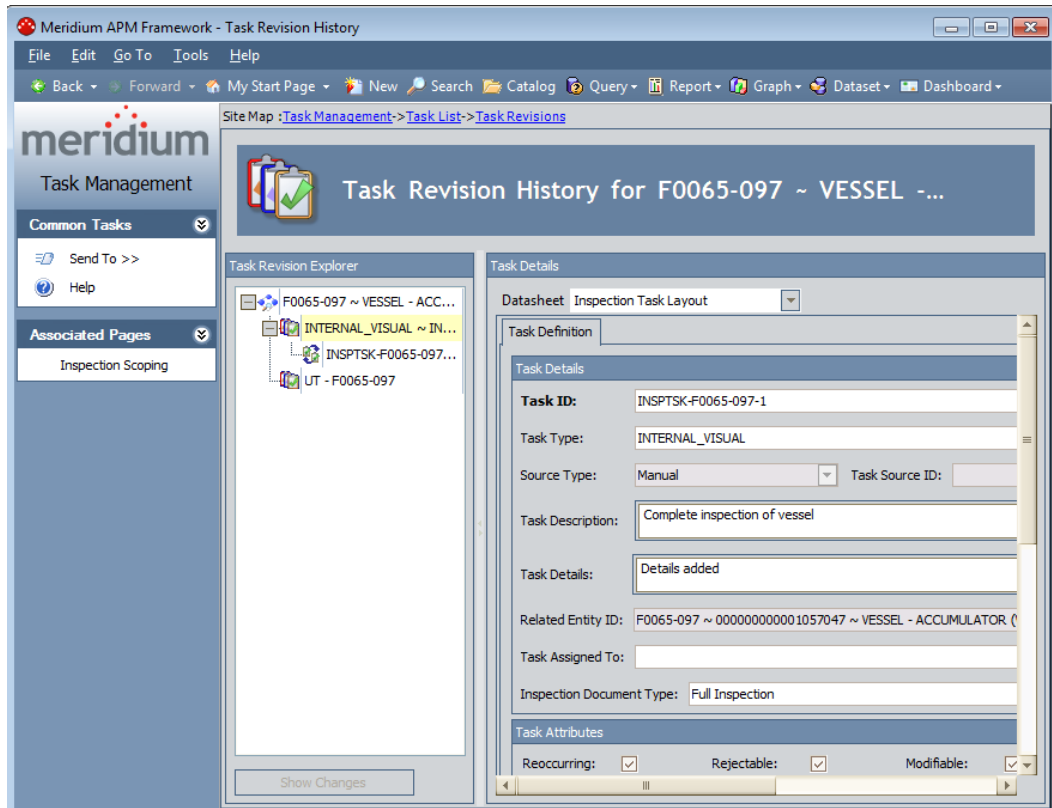 Meridium APM Framework - Task Revision History
File Edit Go To Tools Help
Back Forward My Start Page New Search Catalog Query Report Graph Dataset Dashboard
meridium
Task Management
Common Tasks
Send To >>
Help
Associated Pages
Inspection Scoping
Site Map :Task Management->Task List->Task Revisions
Task Revision History for F0065-097 ~ VESSEL -...
Task Revision Explorer
F0065-097 ~ VESSEL - ACC...
INTERNAL_VISUAL ~ IN...
INSPTSK-F0065-097...
UT - F0065-097
Show Changes
Task Details
Datasheet Inspection Task Layout
Task Definition
Task Details
Task ID: INSPTSK-F0065-097-1
Task Type: INTERNAL_VISUAL
Source Type: Manual Task Source ID:
Task Description: Complete inspection of vessel
Task Details: Details added
Related Entity ID: F0065-097 ~ 000000000001057047 ~ VESSEL - ACCUMULATOR (
Task Assigned To:
Inspection Document Type: Full Inspection
Task Attributes
Reoccurring: Rejectable: Modifiable: